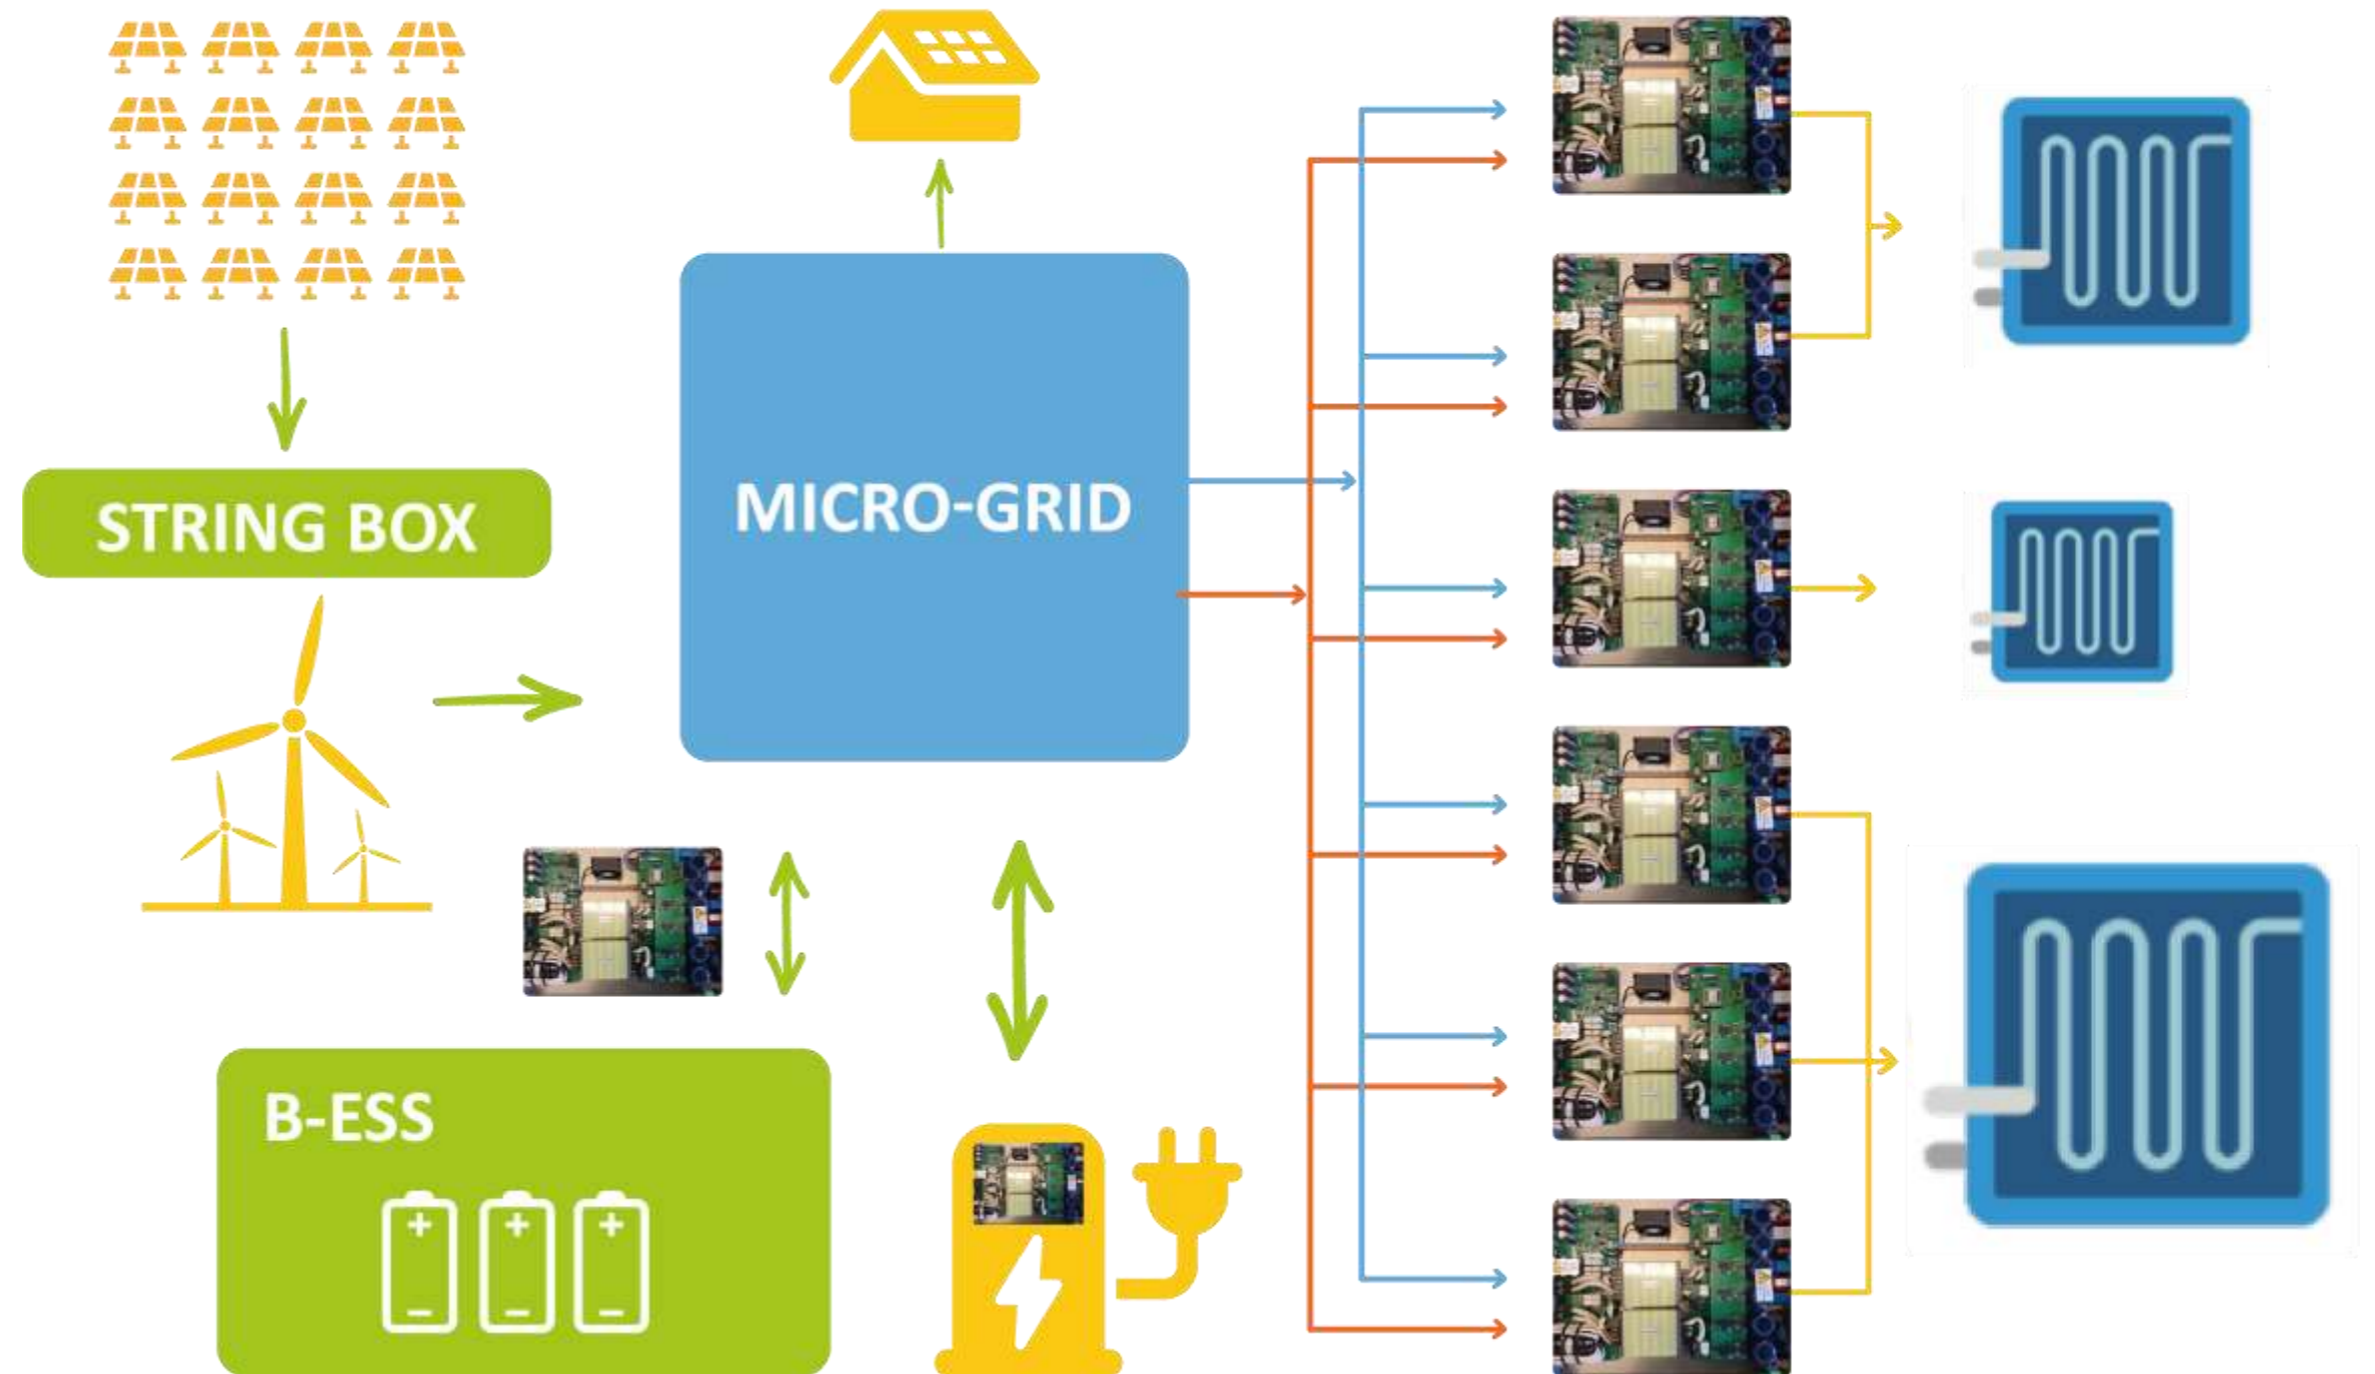 STRING BOX
MICRO-GRID
B-ESS
+ + +
- - -